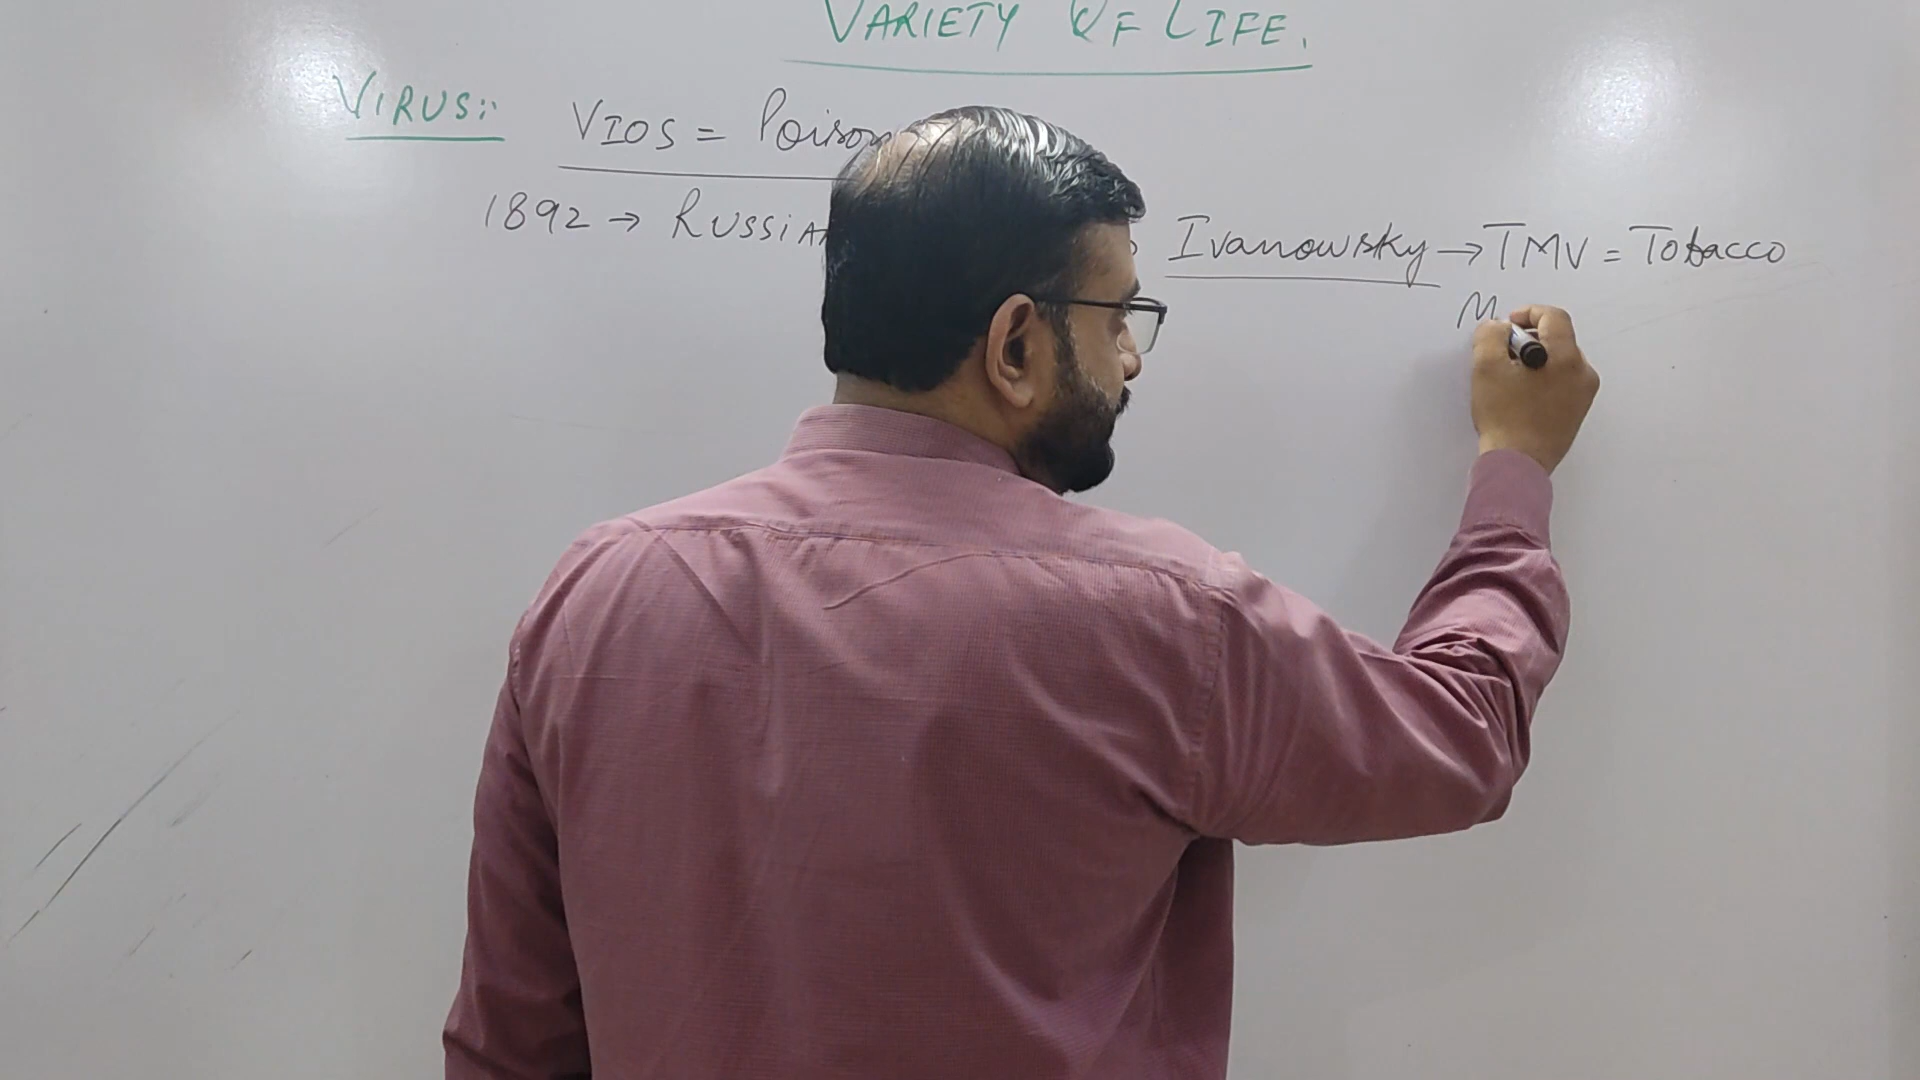 VARIETY OF LIFE.
VIRUS:
VIOS = Poison
1892 → RUSSIAN Ivanowsky → TMV = Tobacco
M